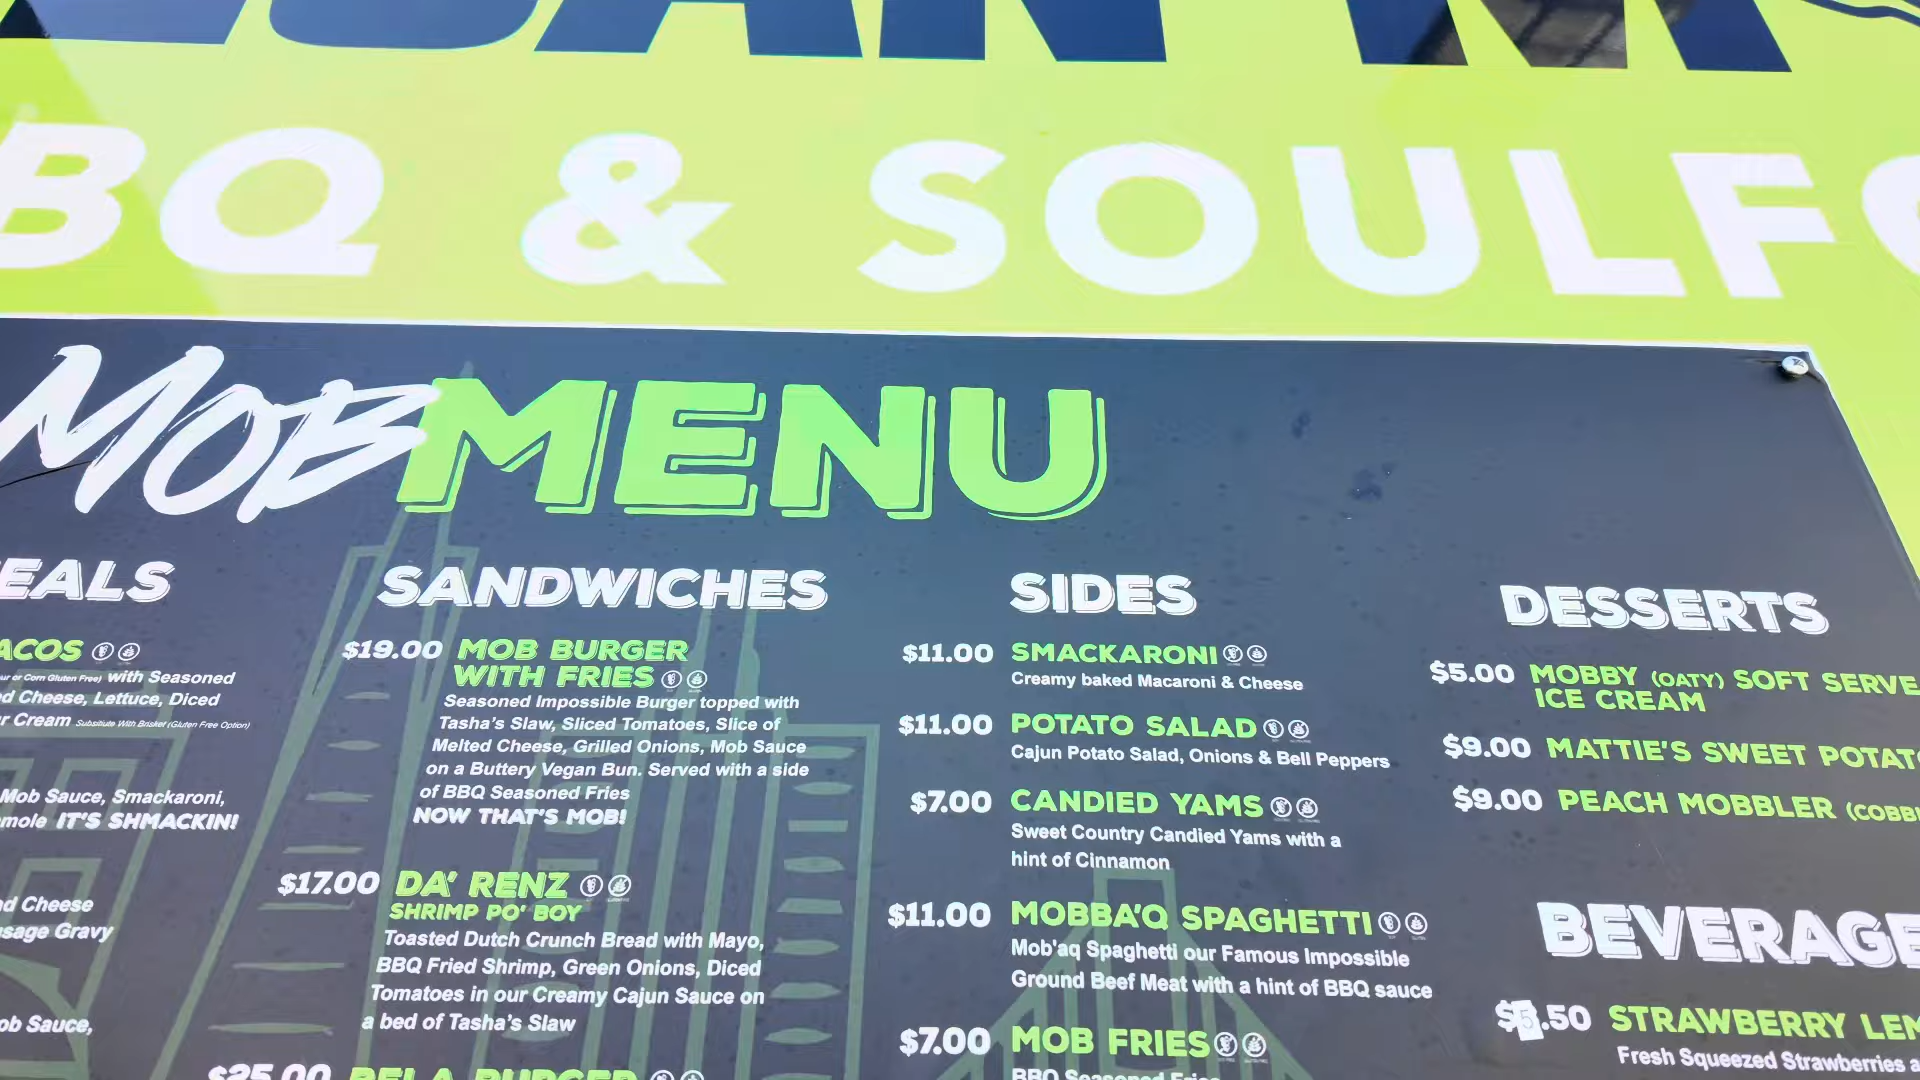 BQ & SOULF
MOB MENU
EALS
ACOS
with Seasoned
d Cheese, Lettuce, Diced
r Cream Substitute With Brisket (Gluten Free Option)
Mob Sauce, Smackaroni,
mole IT'S SHMACKIN!
d Cheese
sage Gravy
ob Sauce,
SANDWICHES
$19.00 MOB BURGER
WITH FRIES
Seasoned Impossible Burger topped with
Tasha's Slaw, Sliced Tomatoes, Slice of
Melted Cheese, Grilled Onions, Mob Sauce
on a Buttery Vegan Bun. Served with a side
of BBQ Seasoned Fries
NOW THAT'S MOB!
$17.00 DA' RENZ
SHRIMP PO' BOY
Toasted Dutch Crunch Bread with Mayo,
BBQ Fried Shrimp, Green Onions, Diced
Tomatoes in our Creamy Cajun Sauce on
a bed of Tasha's Slaw
$25.00 BELA BURGER
SIDES
$11.00 SMACKARONI
Creamy baked Macaroni & Cheese
$11.00 POTATO SALAD
Cajun Potato Salad, Onions & Bell Peppers
$7.00 CANDIED YAMS
Sweet Country Candied Yams with a
hint of Cinnamon
$11.00 MOBBA'Q SPAGHETTI
Mob'aq Spaghetti our Famous Impossible
Ground Beef Meat with a hint of BBQ sauce
$7.00 MOB FRIES
BBQ Seasoned Fries
DESSERTS
$5.00 MOBBY (OATY) SOFT SERVE
ICE CREAM
$9.00 MATTIE'S SWEET POTAT
$9.00 PEACH MOBBLER (COBB
BEVERAGE
$5.50 STRAWBERRY LEM
Fresh Squeezed Strawberries a